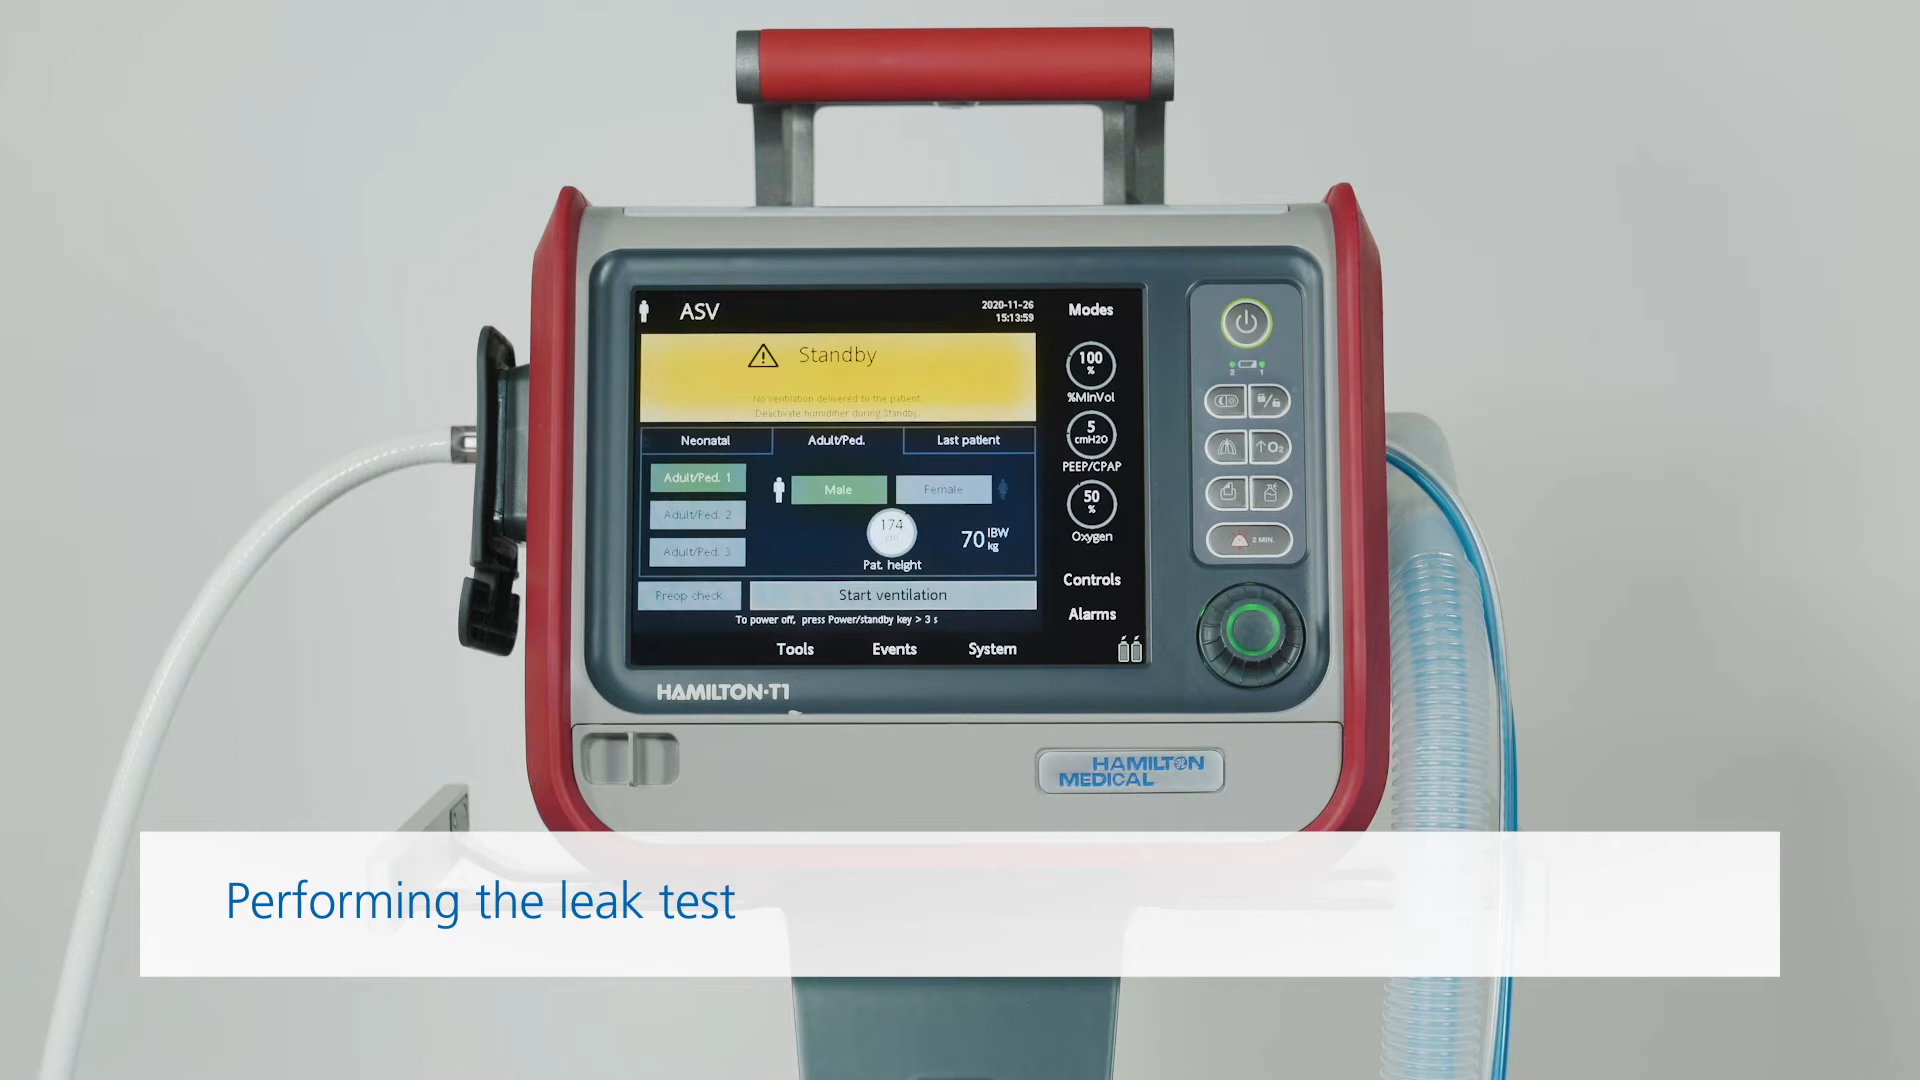 ASV
2020-11-26
15:13:59
Modes
Standby
No ventilation delivered to the patient.
Deactivate humidifier during Standby.
100
%
%MinVol
5
cmH2O
PEEP/CPAP
50
%
Oxygen
Neonatal
Adult/Ped.
Last patient
Adult/Ped. 1
Adult/Ped. 2
Adult/Ped. 3
Male
Female
174
cm
Pat. height
70 IBW
kg
Preop check
Start ventilation
To power off, press Power/standby key > 3 s
Controls
Alarms
Tools
Events
System
2
1
↑O2
2 MIN.
HAMILTON·T1
HAMILTON
MEDICAL
Performing the leak test